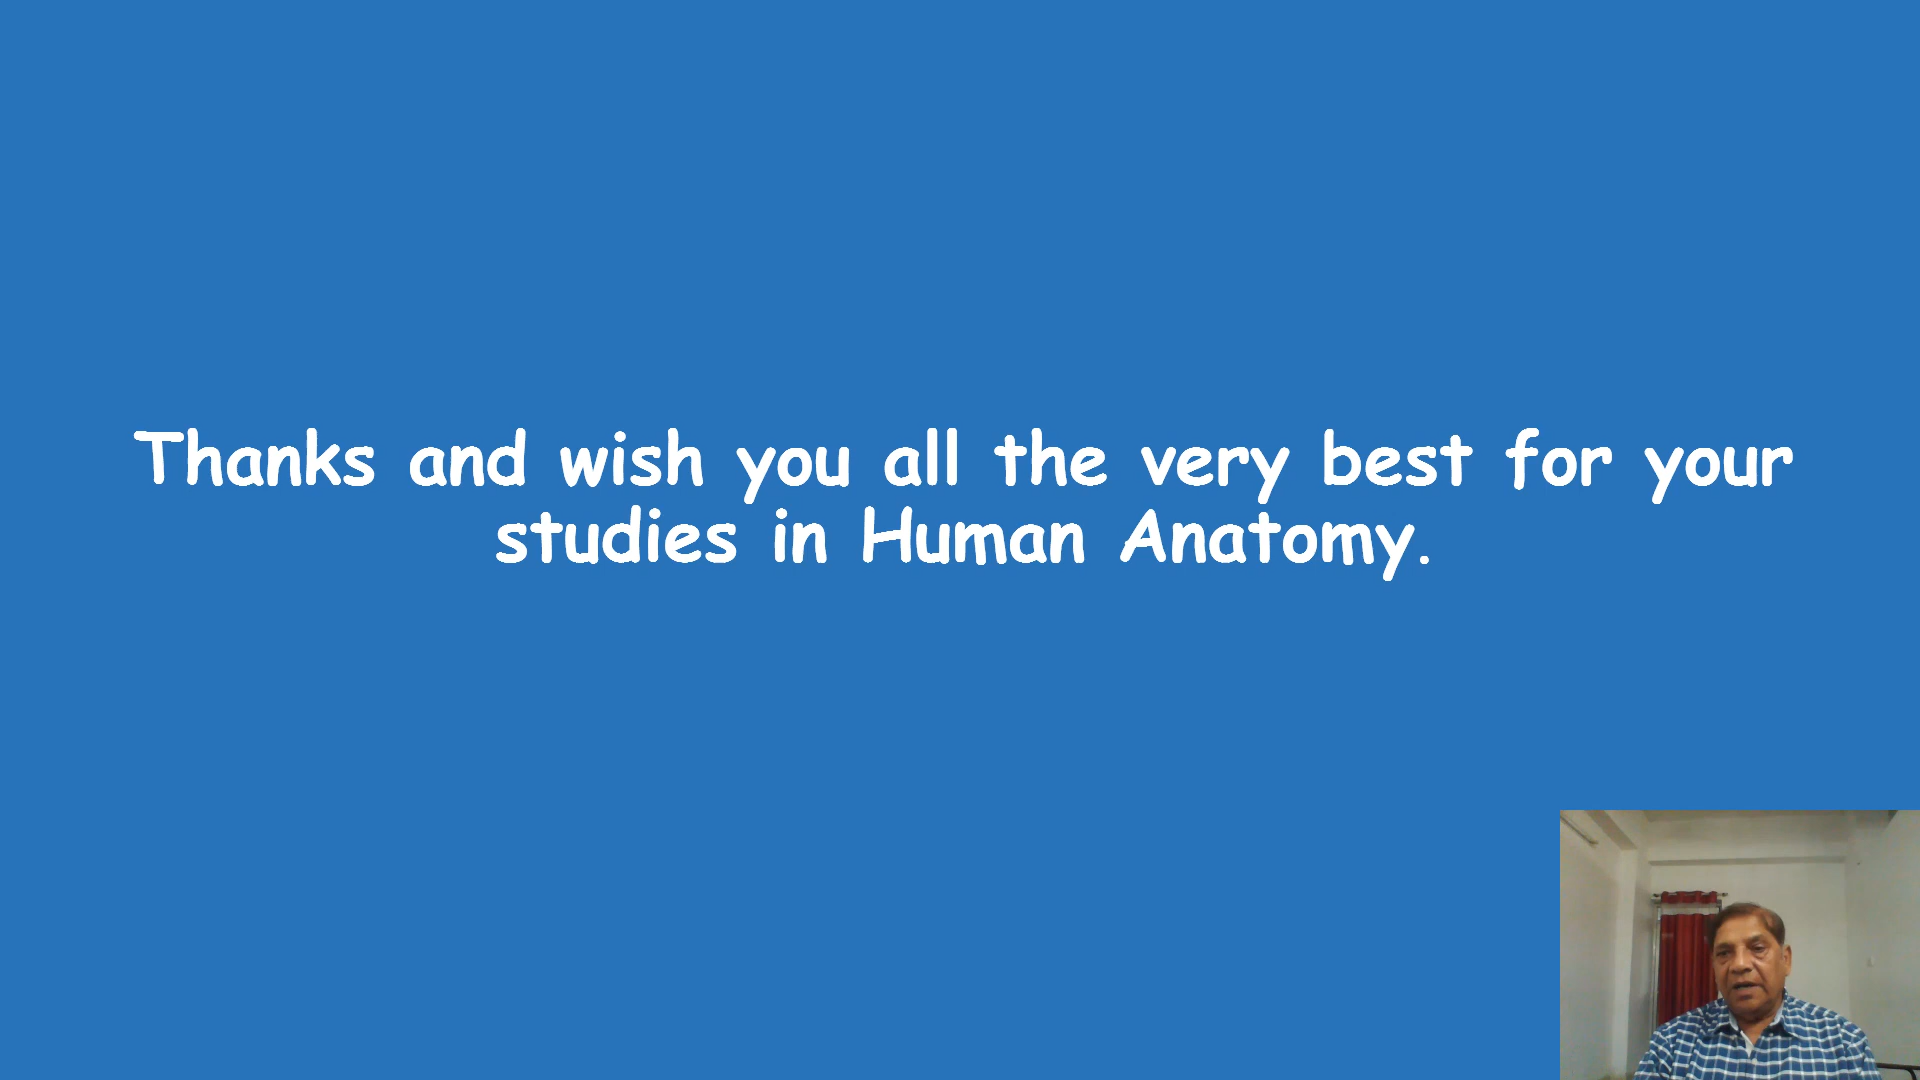 Thanks and wish you all the very best for your
studies in Human Anatomy.